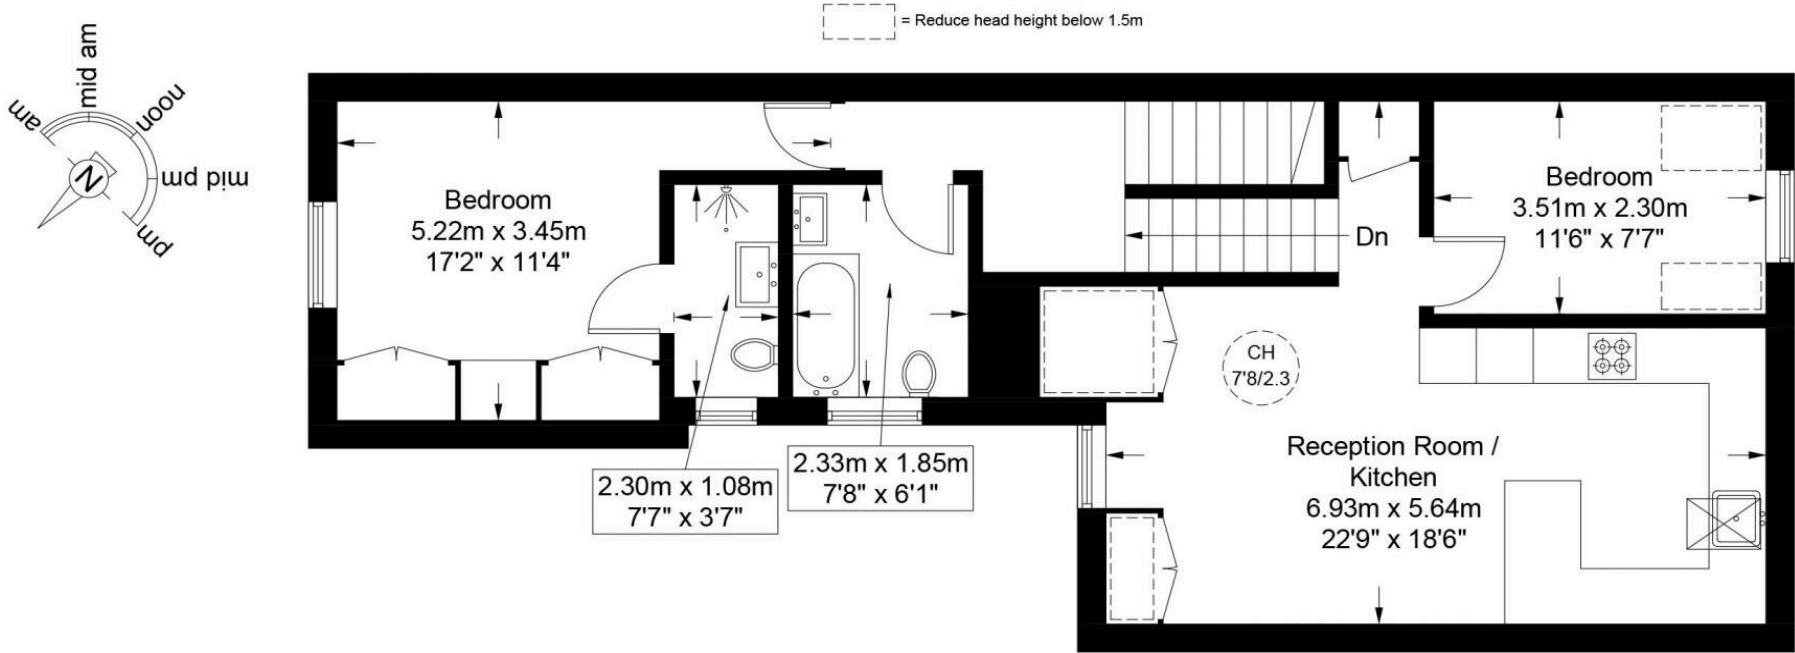 = Reduce head height below 1.5m
am
mid am
noon
mid pm
pm
N
Bedroom
5.22m x 3.45m
17'2" x 11'4"
Dn
Bedroom
3.51m x 2.30m
11'6" x 7'7"
CH
7'8/2.3
2.30m x 1.08m
7'7" x 3'7"
2.33m x 1.85m
7'8" x 6'1"
Reception Room /
Kitchen
6.93m x 5.64m
22'9" x 18'6"